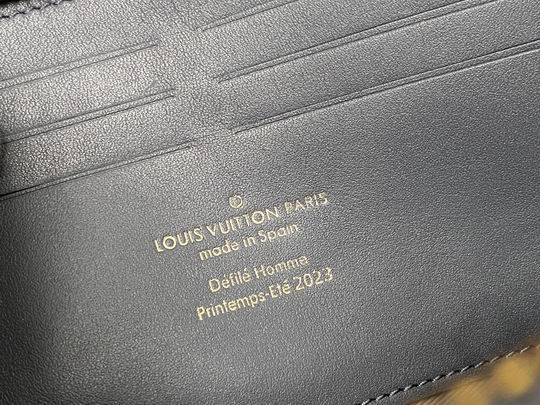 ®
LOUIS VUITTON PARIS
made in Spain
Défilé Homme
Printemps-Eté 2023